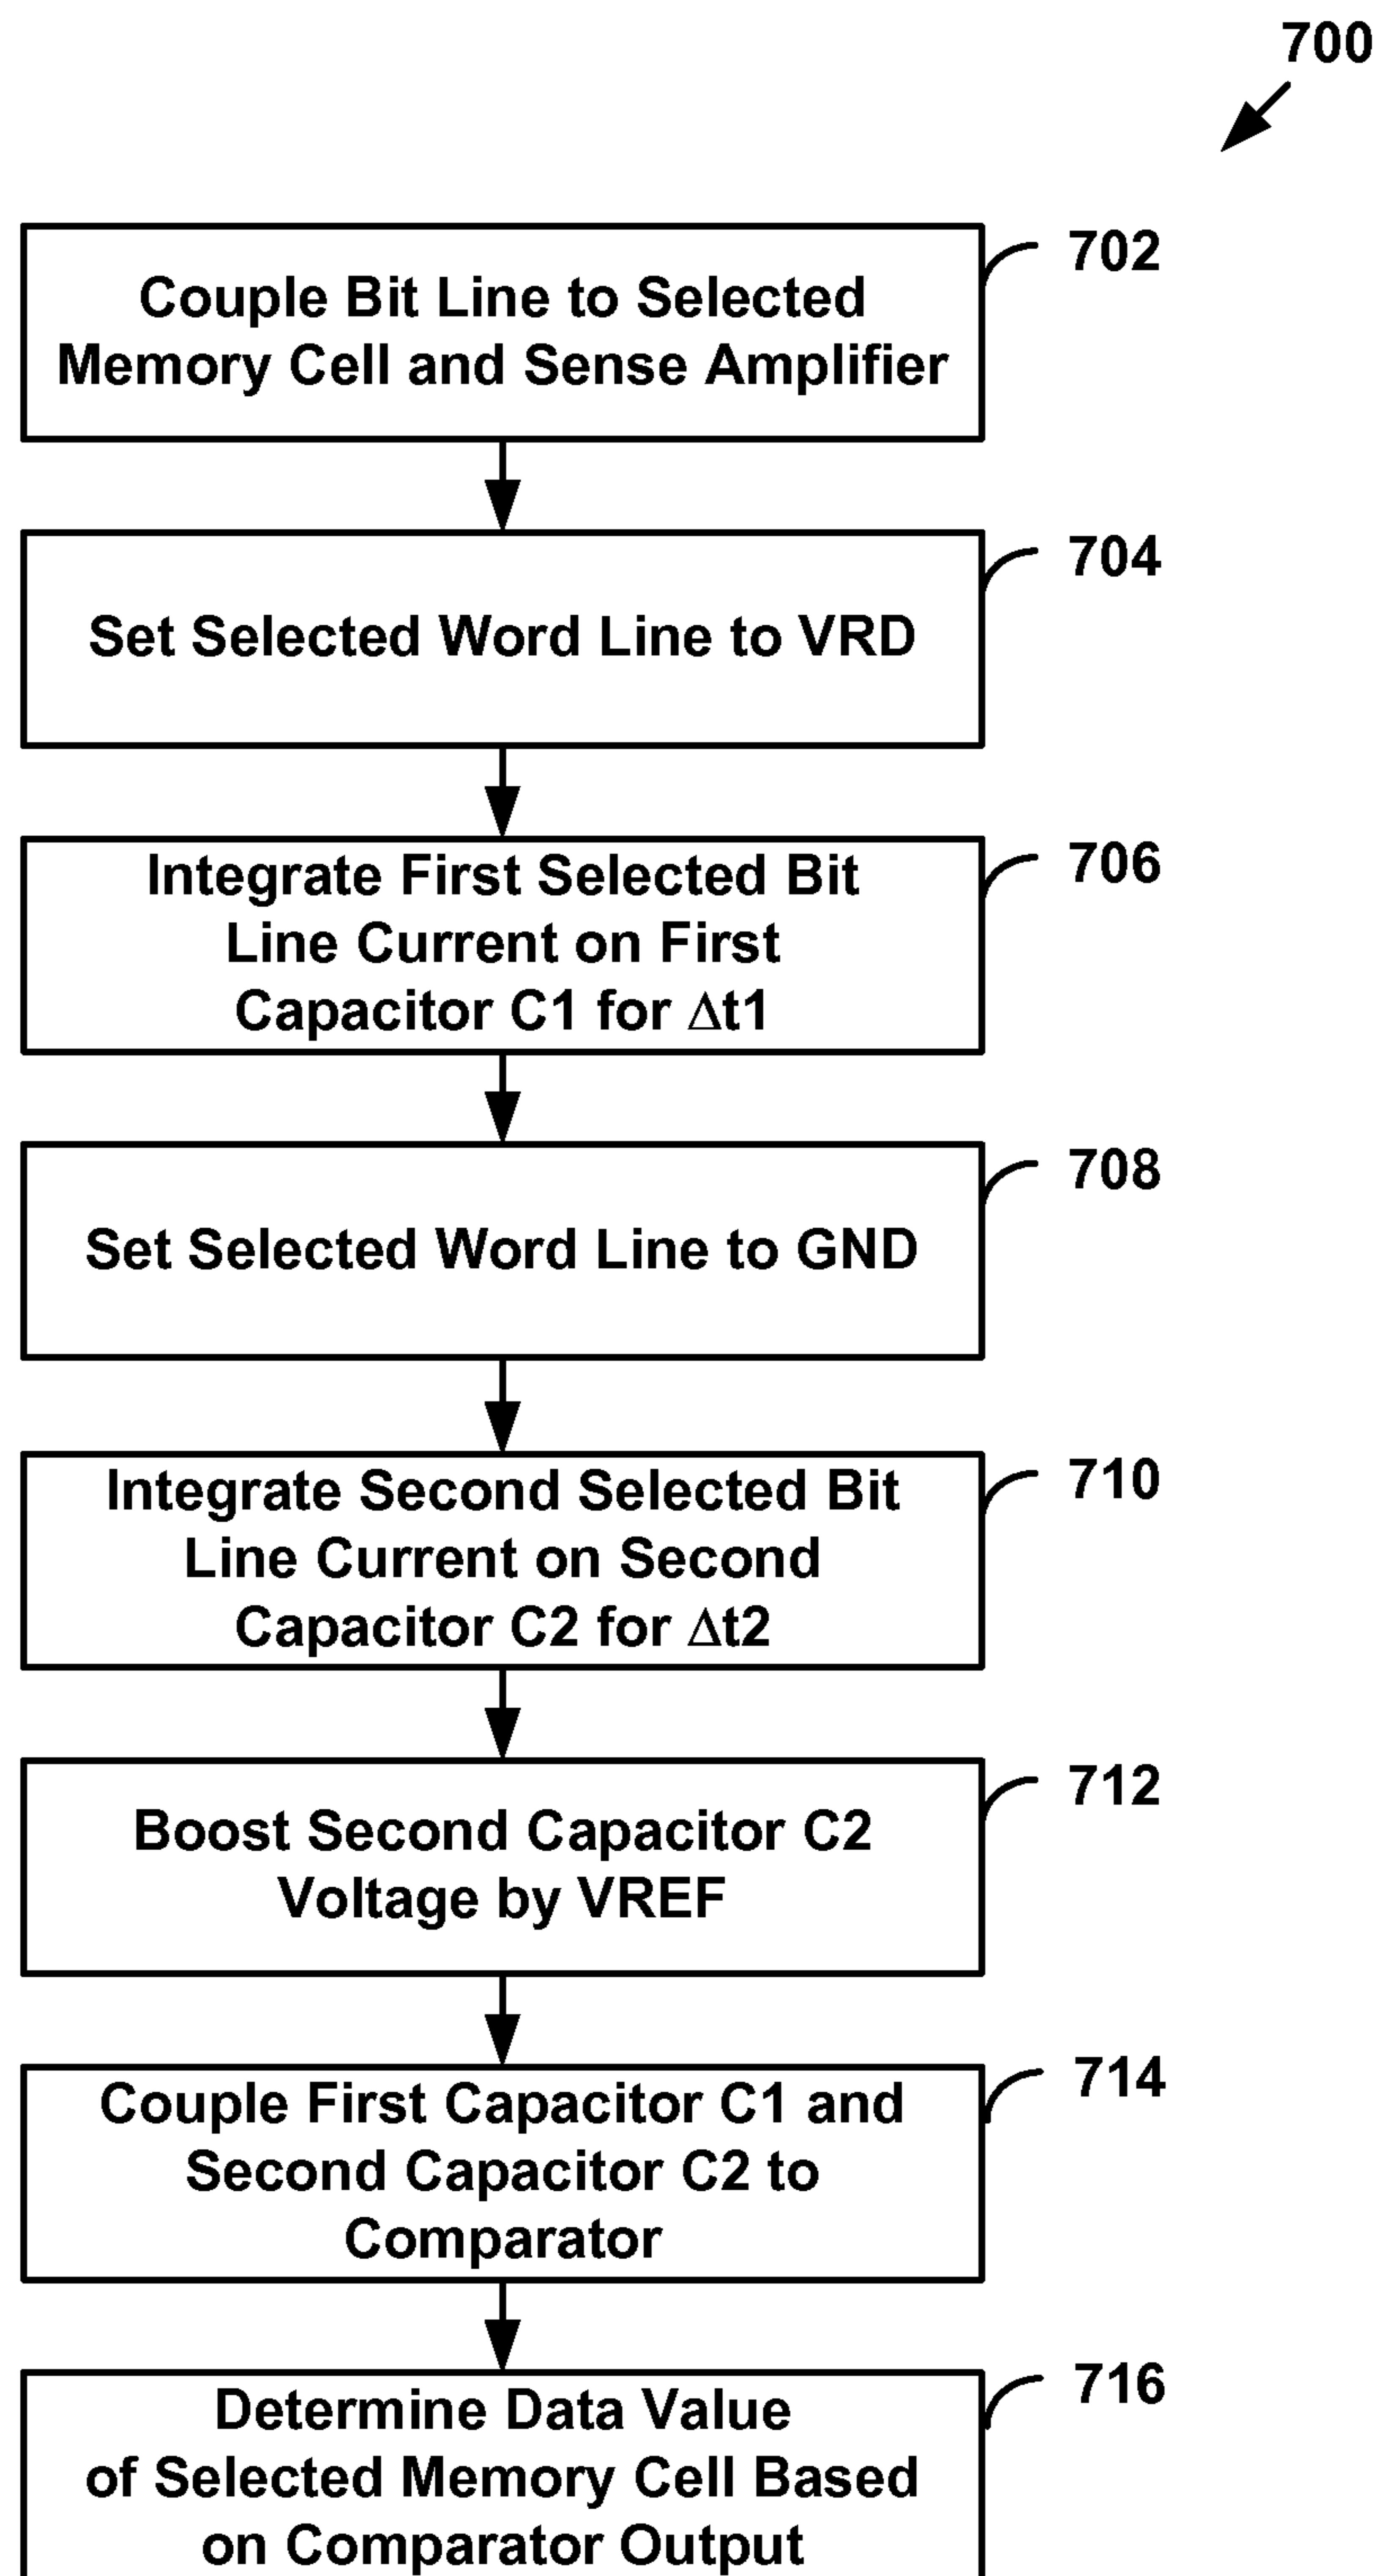 700
702
Couple Bit Line to Selected
Memory Cell and Sense Amplifier
704
Set Selected Word Line to VRD
706
Integrate First Selected Bit
Line Current on First
Capacitor C1 for Δt1
708
Set Selected Word Line to GND
710
Integrate Second Selected Bit
Line Current on Second
Capacitor C2 for Δt2
712
Boost Second Capacitor C2
Voltage by VREF
714
Couple First Capacitor C1 and
Second Capacitor C2 to
Comparator
716
Determine Data Value
of Selected Memory Cell Based
on Comparator Output